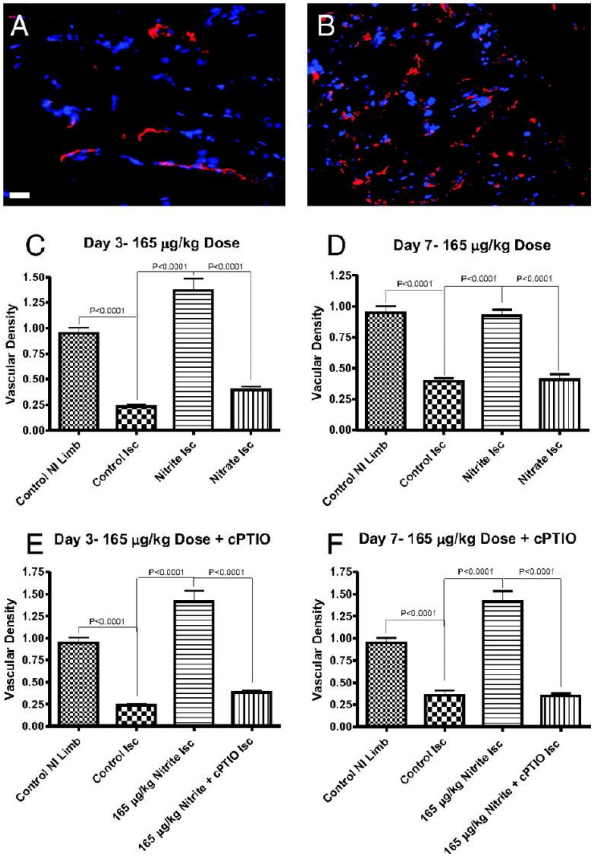 A
B
C
Day 3- 165 µg/kg Dose
P<0.0001
P<0.0001
P<0.0001
Vascular Density
1.50
1.25
1.00
0.75
0.50
0.25
0.00
Control NI Limb
Control Isc
Nitrite Isc
Nitrate Isc
D
Day 7- 165 µg/kg Dose
P<0.0001
P<0.0001
P<0.0001
Vacular Density
1.25
1.00
0.75
0.50
0.25
0.00
Control NI Limb
Control Isc
Nitrite Isc
Nitrate Isc
E
Day 3- 165 µg/kg Dose + cPTIO
P<0.0001
P<0.0001
P<0.0001
Vascular Density
1.75
1.50
1.25
1.00
0.75
0.50
0.25
0.00
Control NI Limb
Control Isc
165 µg/kg Nitrite Isc
165 µg/kg Nitrite + cPTIO Isc
F
Day 7- 165 µg/kg Dose + cPTIO
P<0.0001
P<0.0001
P<0.0001
Vascular Density
1.75
1.50
1.25
1.00
0.75
0.50
0.25
0.00
Control NI Limb
Control Isc
165 µg/kg Nitrite Isc
165 µg/kg Nitrite + cPTIO Isc